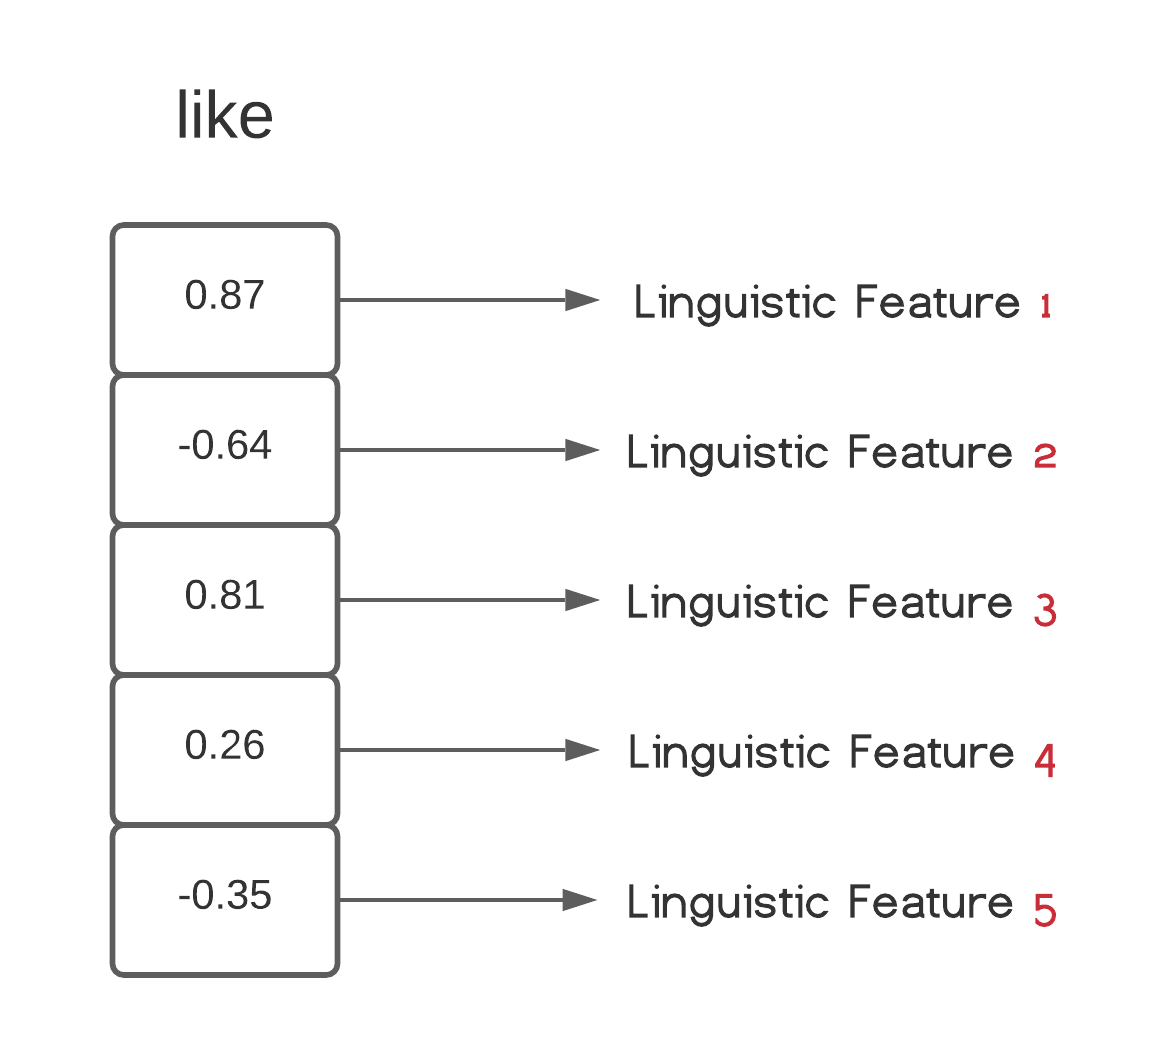 like
0.87 Linguistic Feature 1
-0.64 Linguistic Feature 2
0.81 Linguistic Feature 3
0.26 Linguistic Feature 4
-0.35 Linguistic Feature 5